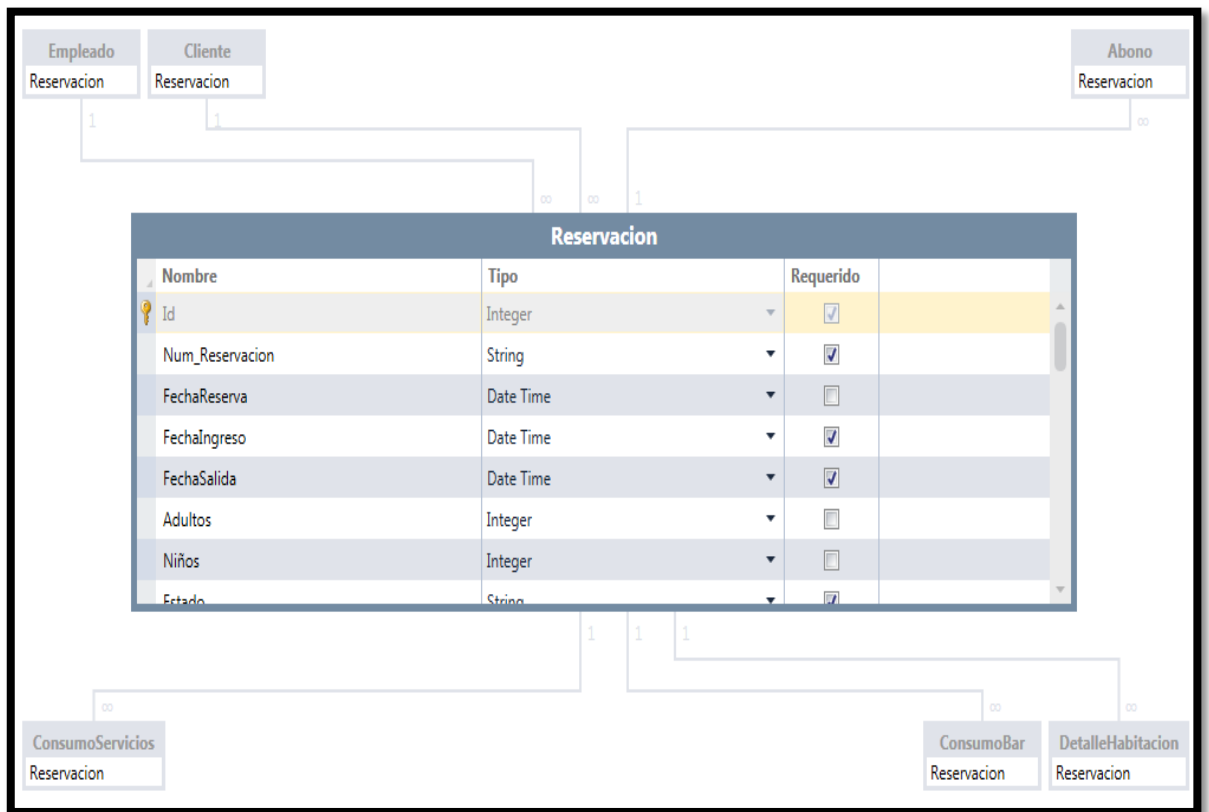 Empleado Cliente Abono
Reservacion Reservacion Reservacion
1 1 ∞
∞ ∞ 1
Reservacion
Nombre Tipo Requerido
Id Integer
Num_Reservacion String
FechaReserva Date Time
FechaIngreso Date Time
FechaSalida Date Time
Adultos Integer
Niños Integer
Estado String
1 1 1
∞ ∞ ∞
ConsumoServicios ConsumoBar DetalleHabitacion
Reservacion Reservacion Reservacion